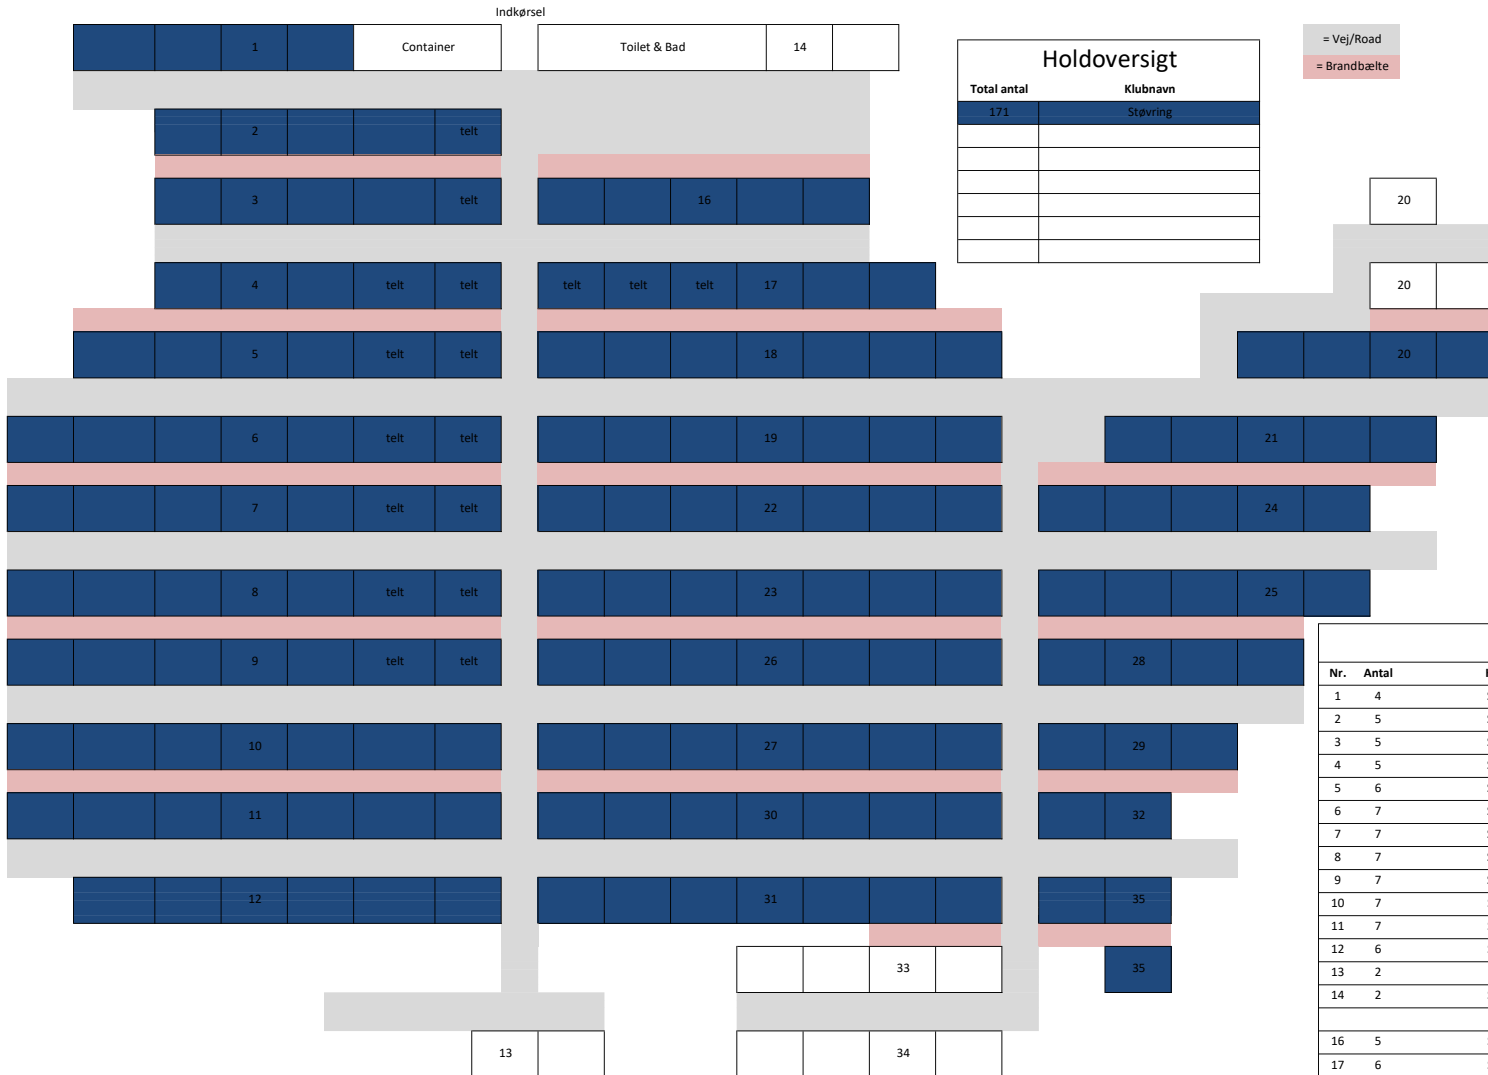 Indkørsel
1 Container Toilet & Bad 14
= Vej/Road
= Brandbælte
Holdoversigt
Total antal Klubnavn
171 Støvring
2 telt
3 telt 16 20
4 telt telt telt telt telt 17 20
5 telt telt 18 20
6 telt telt 19 21
7 telt telt 22 24
8 telt telt 23 25
9 telt telt 26 28
10 27 29
11 30 32
12 31 35
33 35
13 34
Nr. Antal
1 4
2 5
3 5
4 5
5 6
6 7
7 7
8 7
9 7
10 7
11 7
12 6
13 2
14 2
16 5
17 6